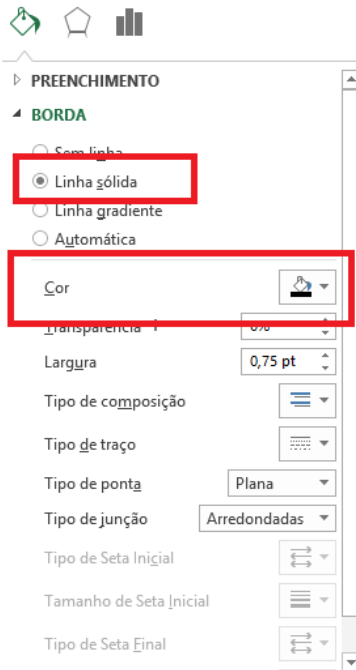 PREENCHIMENTO
BORDA
Sem linha
Linha sólida
Linha gradiente
Automática
Cor
Transparência 0%
Largura 0,75 pt
Tipo de composição
Tipo de traço
Tipo de ponta Plana
Tipo de junção Arredondadas
Tipo de Seta Inicial
Tamanho de Seta Inicial
Tipo de Seta Final